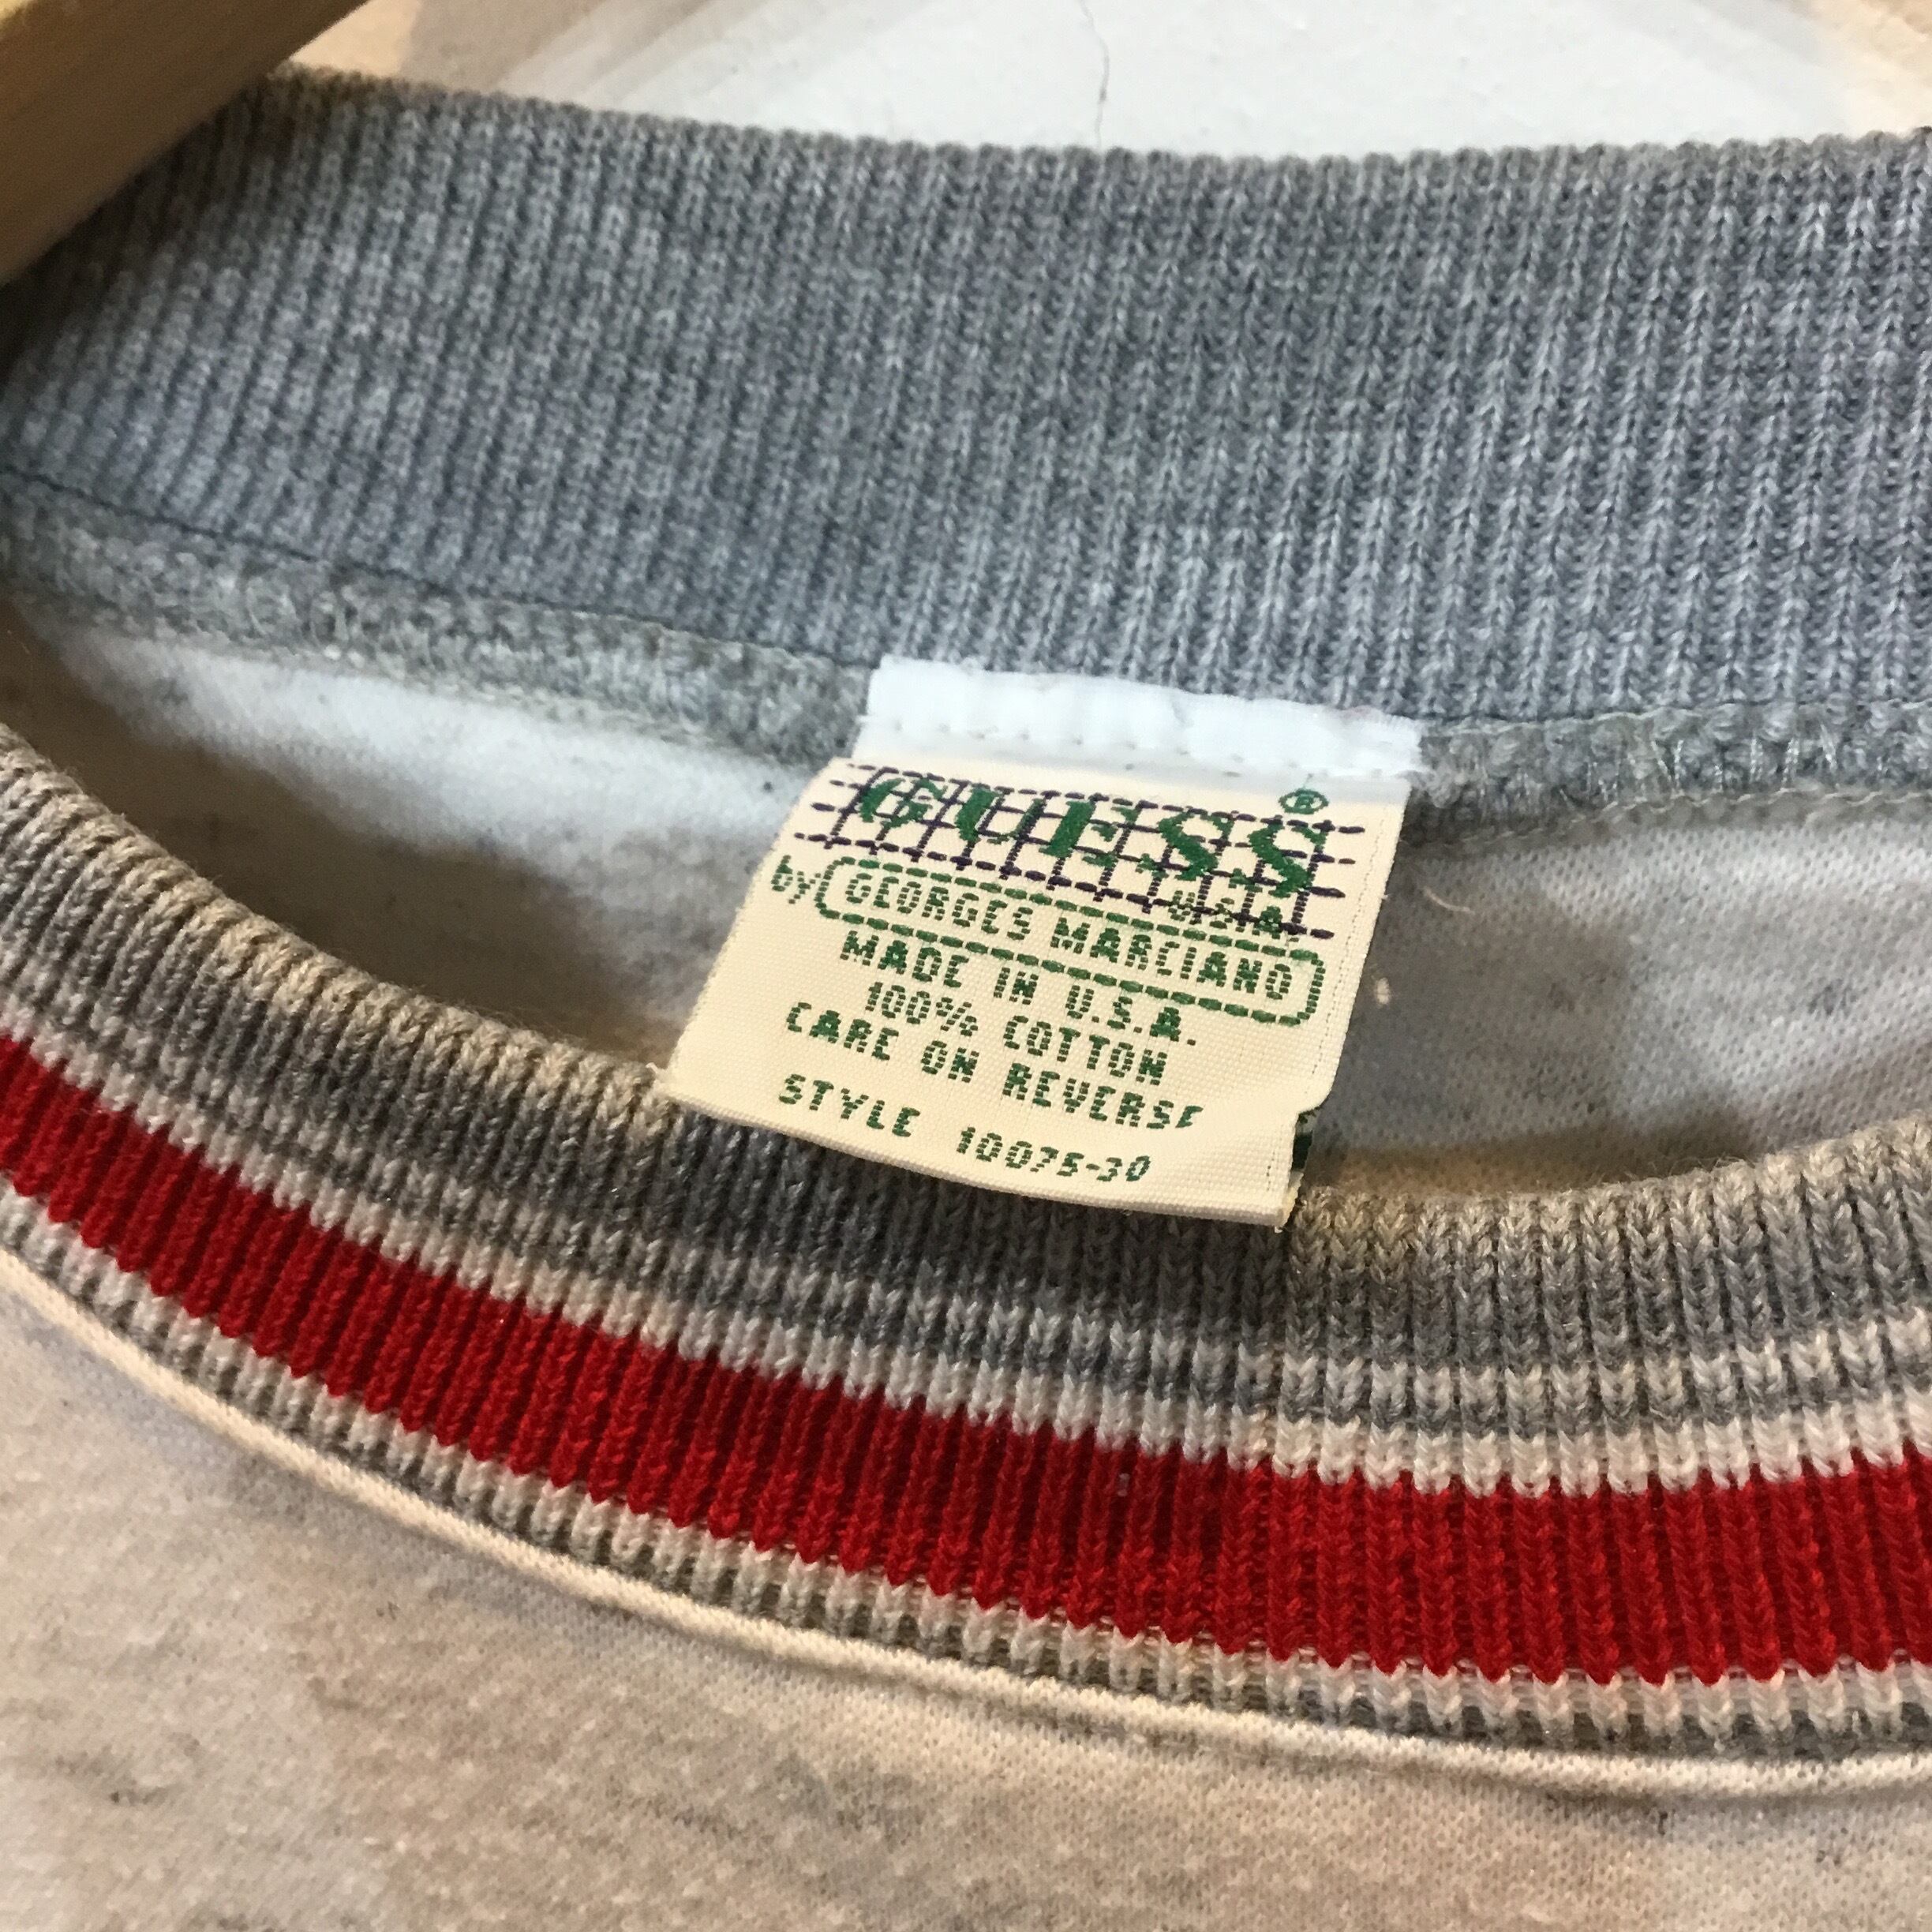 GUESS®
U.S.A.
by GEORGES MARCIANO
MADE IN U.S.A.
100% COTTON
CARE ON REVERSE
STYLE 10075-30